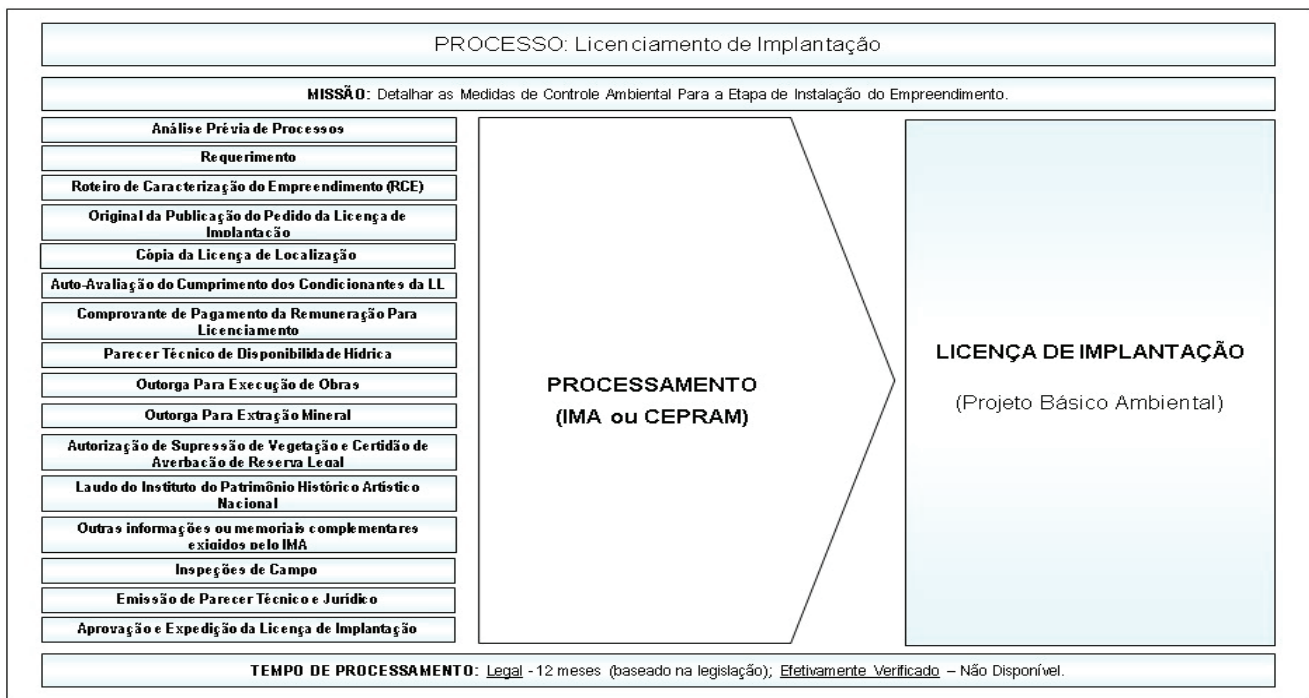 PROCESSO: Licenciamento de Implantação
MISSÃO: Detalhar as Medidas de Controle Ambiental Para a Etapa de Instalação do Empreendimento.
Análise Prévia de Processos
Requerimento
Roteiro de Caracterização do Empreendimento (RCE)
Original da Publicação do Pedido da Licença de
Implantação
Cópia da Licença de Localização
Auto-Avaliação do Cumprimento dos Condicionantes da LL
Comprovante de Pagamento da Remuneração Para
Licenciamento
Parecer Técnico de Disponibilidade Hídrica
Outorga Para Execução de Obras
Outorga Para Extração Mineral
Autorização de Supressão de Vegetação e Certidão de
Averbação de Reserva Legal
Laudo do Instituto do Patrimônio Histórico Artístico
Nacional
Outras informações ou memoriais complementares
exigidos pelo IMA
Inspeções de Campo
Emissão de Parecer Técnico e Jurídico
Aprovação e Expedição da Licença de Implantação
PROCESSAMENTO
(IMA ou CEPRAM)
LICENÇA DE IMPLANTAÇÃO
(Projeto Básico Ambiental)
TEMPO DE PROCESSAMENTO: Legal - 12 meses (baseado na legislação); Efetivamente Verificado – Não Disponível.